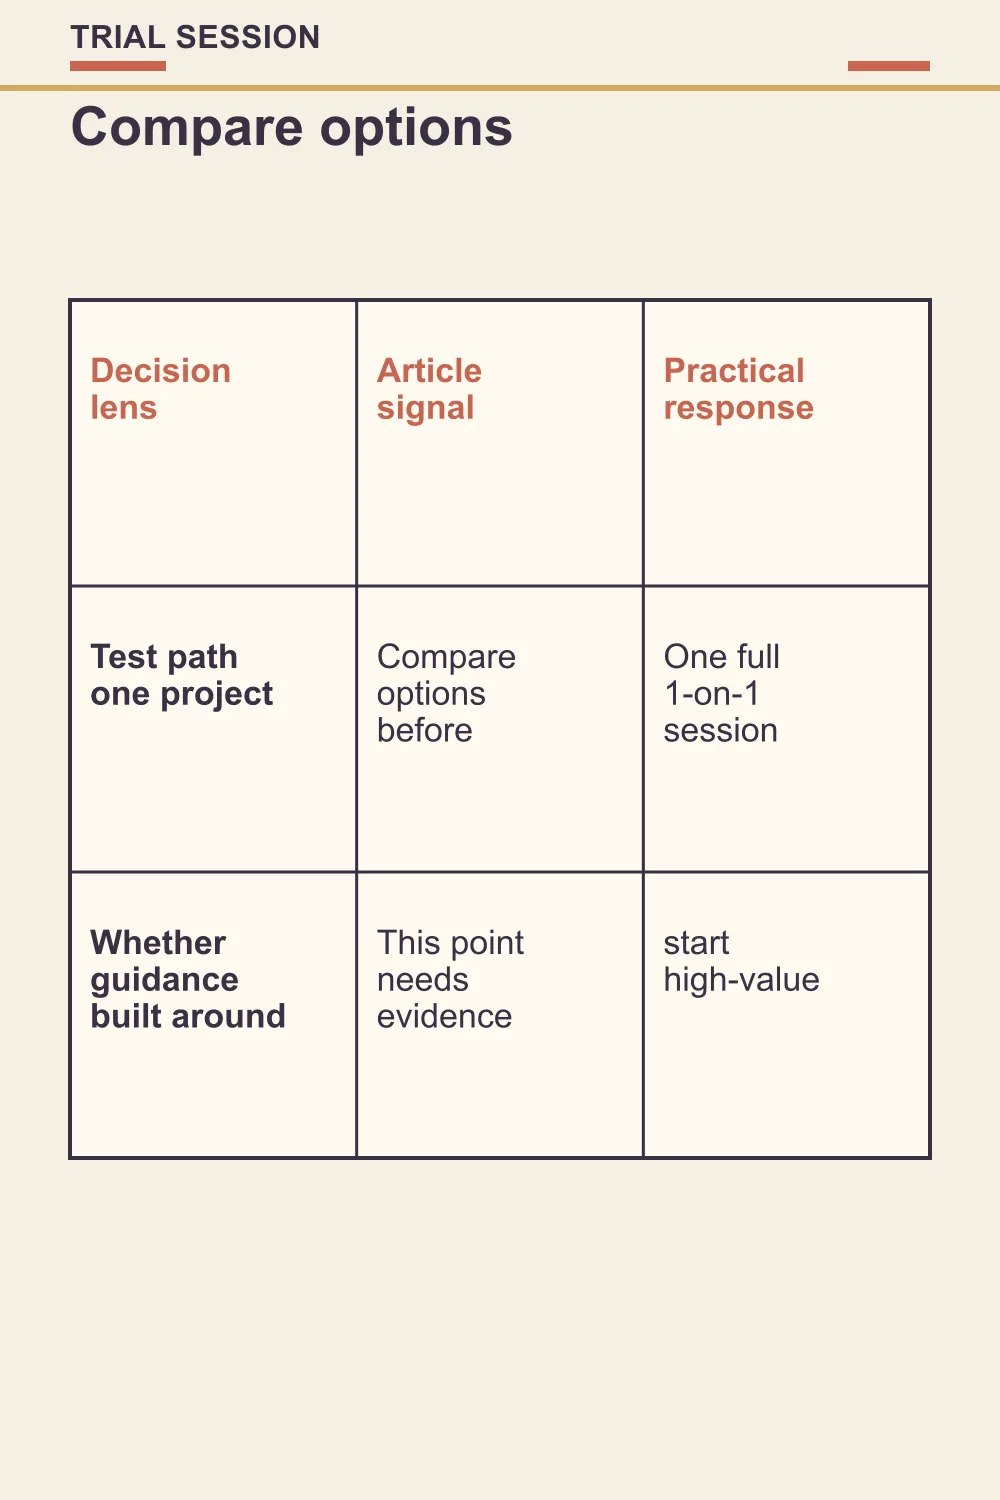 TRIAL SESSION
Compare options
Decision
lens
Article
signal
Practical
response
Test path
one project
Compare
options
before
One full
1-on-1
session
Whether
guidance
built around
This point
needs
evidence
start
high-value